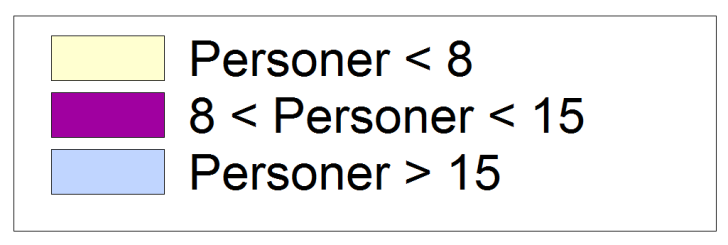 Personer < 8
8 < Personer < 15
Personer > 15